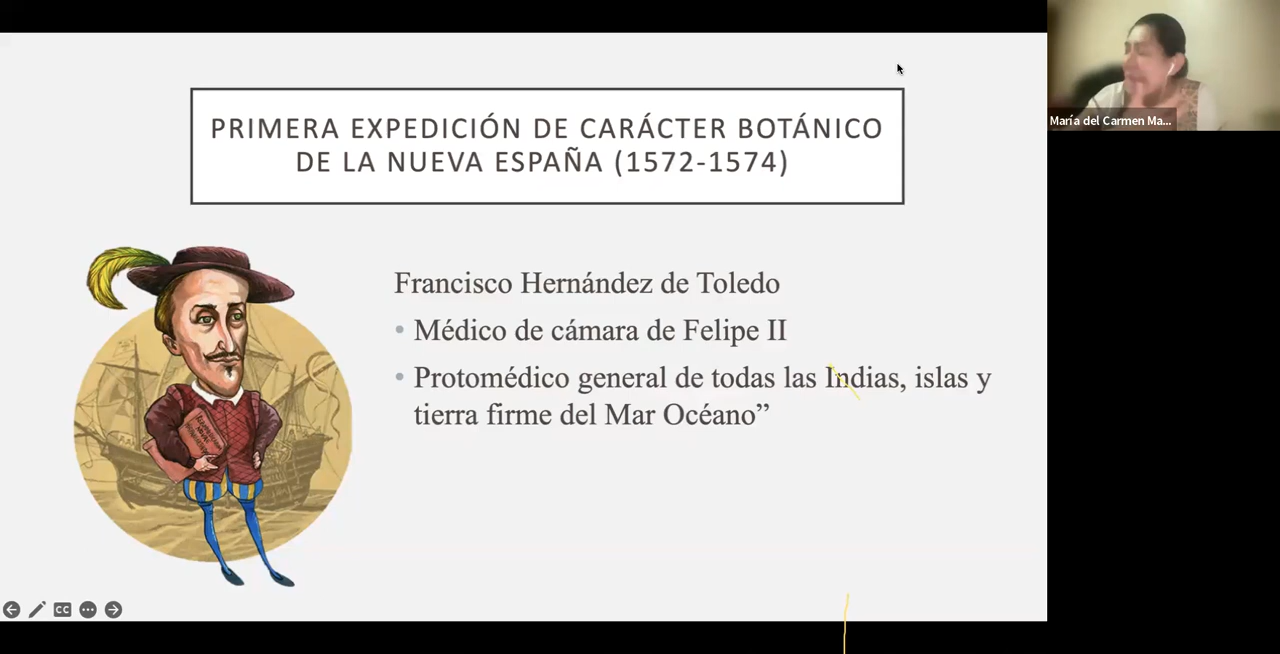 PRIMERA EXPEDICIÓN DE CARÁCTER BOTÁNICO
DE LA NUEVA ESPAÑA (1572-1574)
Francisco Hernández de Toledo
• Médico de cámara de Felipe II
• Protomédico general de todas las Indias, islas y
tierra firme del Mar Océano”
CC
María del Carmen Ma...